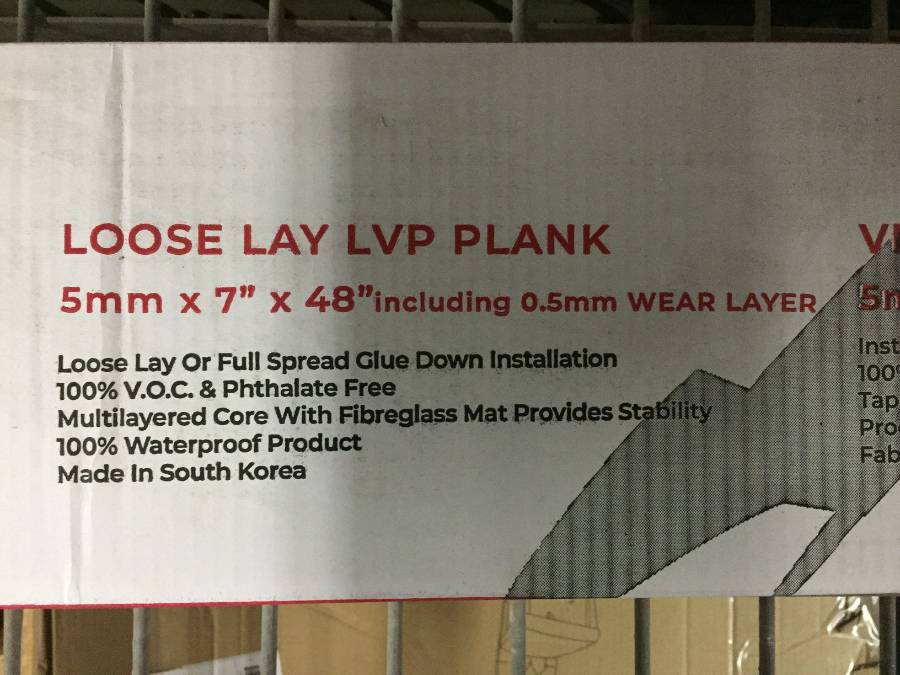 LOOSE LAY LVP PLANK
5mm x 7” x 48”including 0.5mm WEAR LAYER
Loose Lay Or Full Spread Glue Down Installation
100% V.O.C. & Phthalate Free
Multilayered Core With Fibreglass Mat Provides Stability
100% Waterproof Product
Made In South Korea